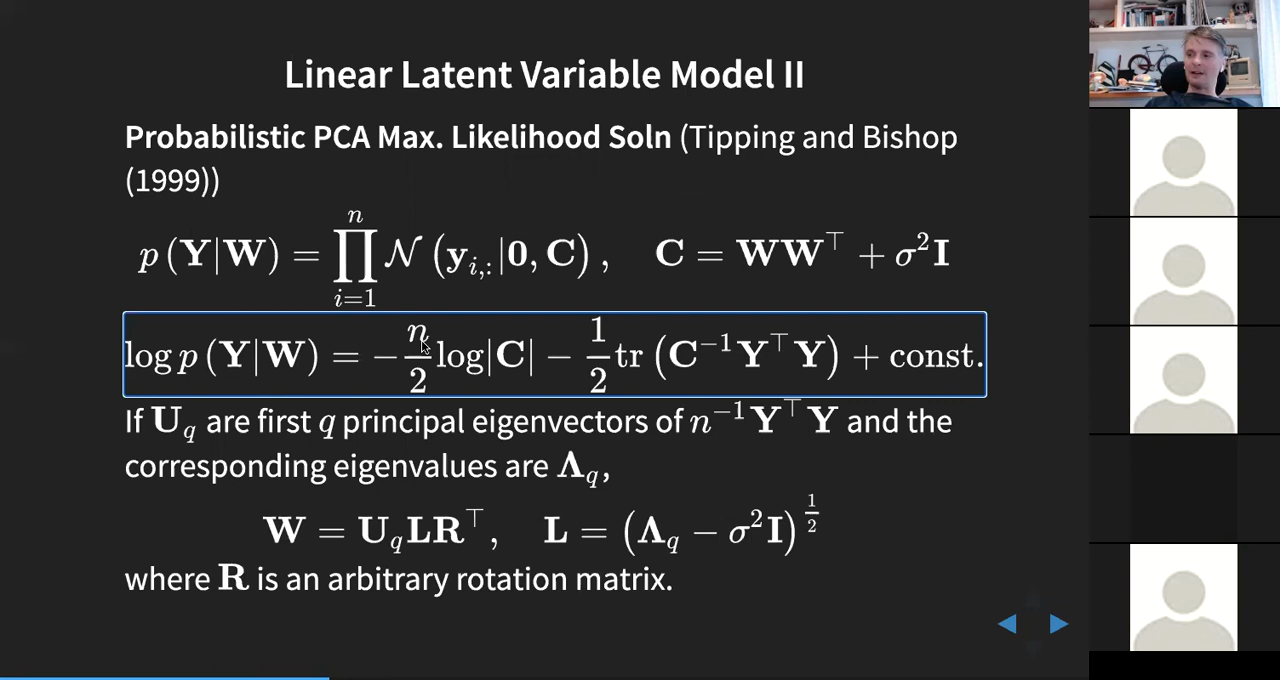 Linear Latent Variable Model II
Probabilistic PCA Max. Likelihood Soln (Tipping and Bishop
(1999))
p(Y|W) = ∏_{i=1}^{n} 𝒩(y_{i,:}|0, C), C = WW^⊤ + σ²I
log p(Y|W) = −n/2 log|C| − 1/2 tr(C^{−1}Y^⊤Y) + const.
If U_q are first q principal eigenvectors of n^{−1}Y^⊤Y and the
corresponding eigenvalues are Λ_q,
W = U_qLR^⊤, L = (Λ_q − σ²I)^{1/2}
where R is an arbitrary rotation matrix.